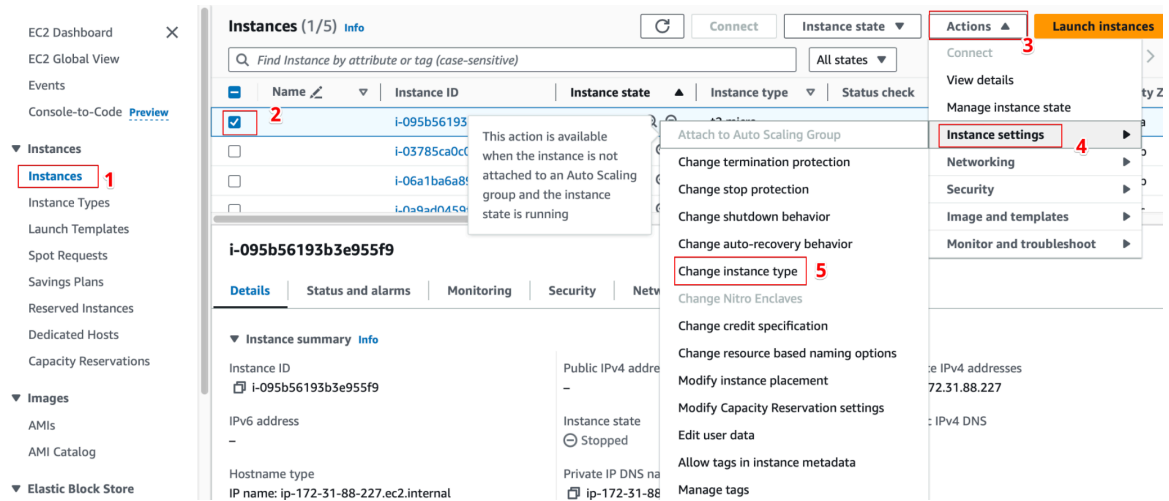 EC2 Dashboard
EC2 Global View
Events
Console-to-Code Preview
Instances
Instances 1
Instance Types
Launch Templates
Spot Requests
Savings Plans
Reserved Instances
Dedicated Hosts
Capacity Reservations
Images
AMIs
AMI Catalog
Elastic Block Store
Instances (1/5) Info
Connect
Instance state
Actions
3
Launch instances
Find Instance by attribute or tag (case-sensitive)
All states
Name
Instance ID
Instance state
Instance type
Status check
2
i-095b56193
i-03785ca0c0
i-06a1ba6a89
This action is available
when the instance is not
attached to an Auto Scaling
group and the instance
state is running
Connect
View details
Manage instance state
Instance settings
4
Networking
Security
Image and templates
Monitor and troubleshoot
Attach to Auto Scaling Group
Change termination protection
Change stop protection
Change shutdown behavior
Change auto-recovery behavior
Change instance type 5
Change Nitro Enclaves
Change credit specification
Change resource based naming options
Modify instance placement
Modify Capacity Reservation settings
Edit user data
Allow tags in instance metadata
Manage tags
i-095b56193b3e955f9
Details
Status and alarms
Monitoring
Security
Netw
Instance summary Info
Instance ID
i-095b56193b3e955f9
Public IPv4 addre
–
IPv4 addresses
72.31.88.227
IPv6 address
–
Instance state
Stopped
IPv4 DNS
Hostname type
IP name: ip-172-31-88-227.ec2.internal
Private IP DNS na
ip-172-31-88